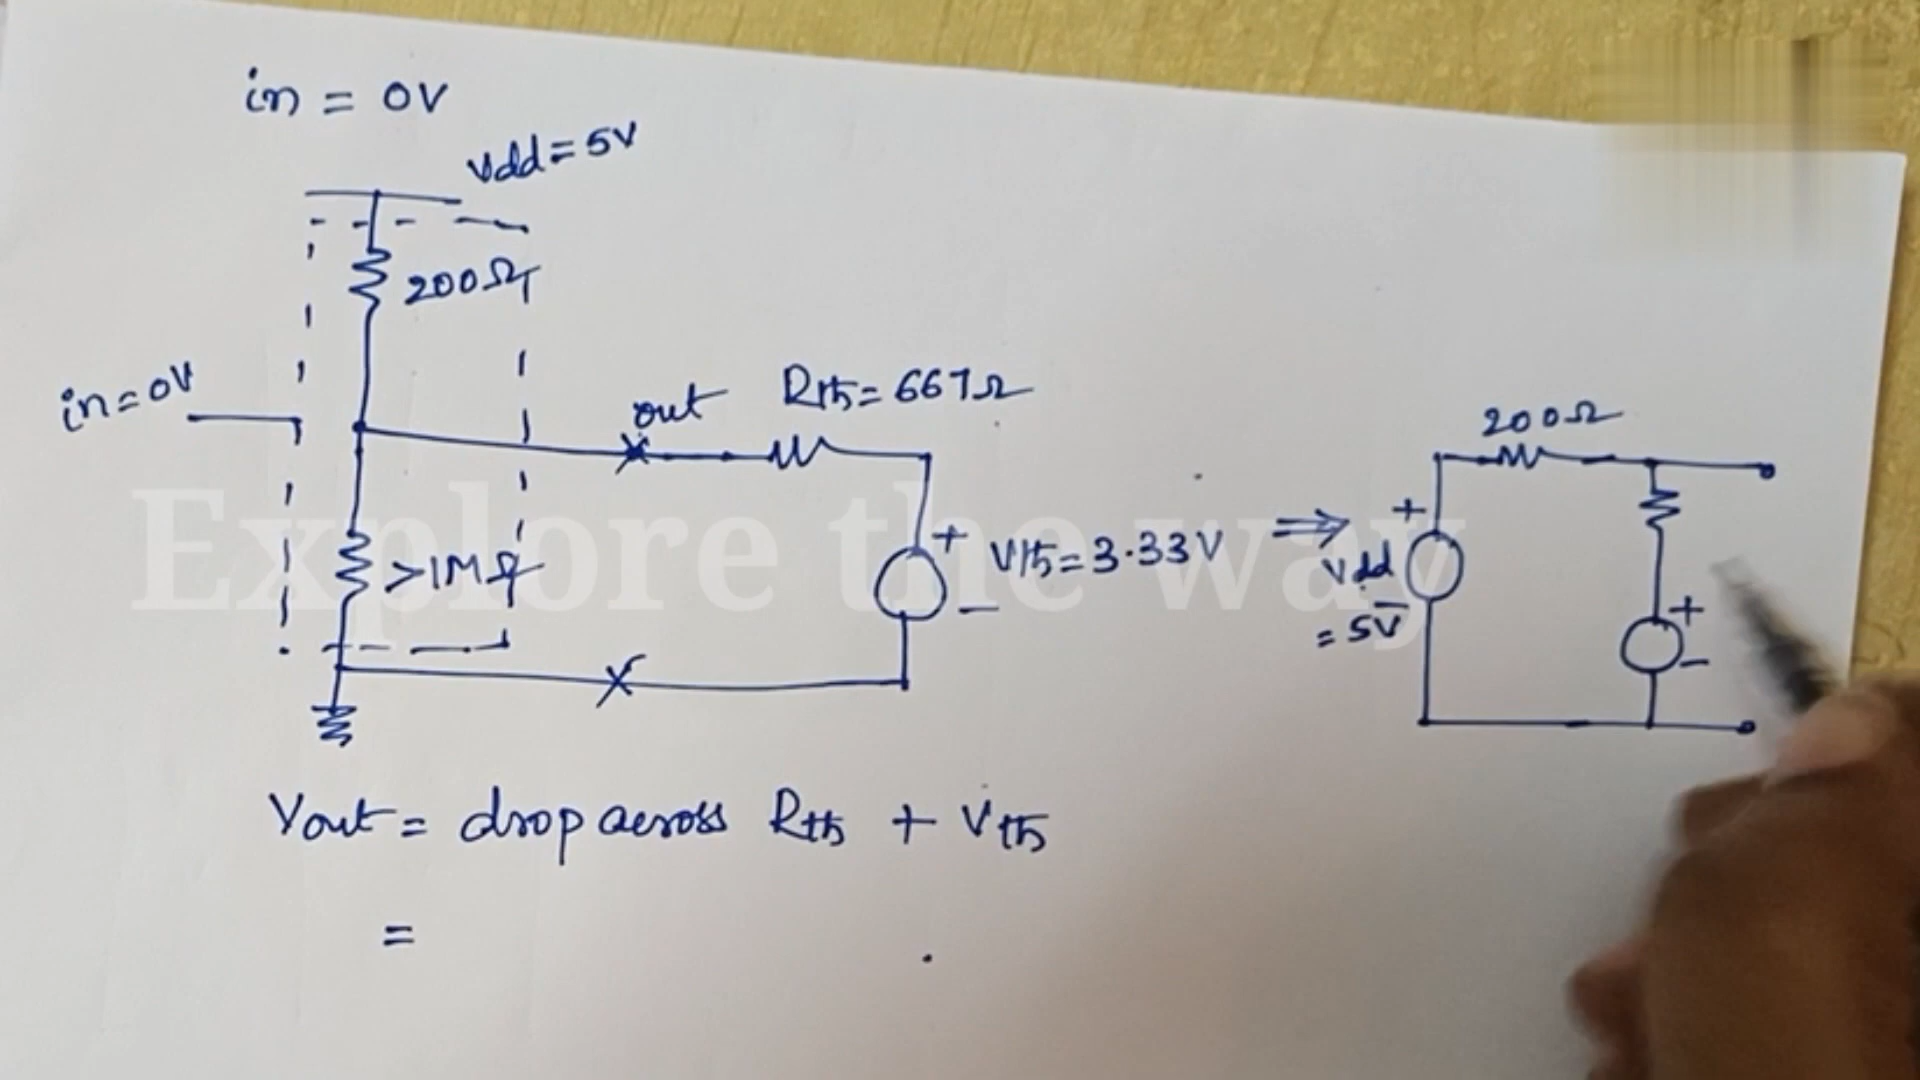 in = 0V
Vdd=5V
200Ω
in=0V
out
Rth=667Ω
>1MΩ
+
Vth=3.33V
-
⇒
200Ω
+
Vdd
=5V
-
+
-
Explore the way
Vout = drop across Rth + Vth
=